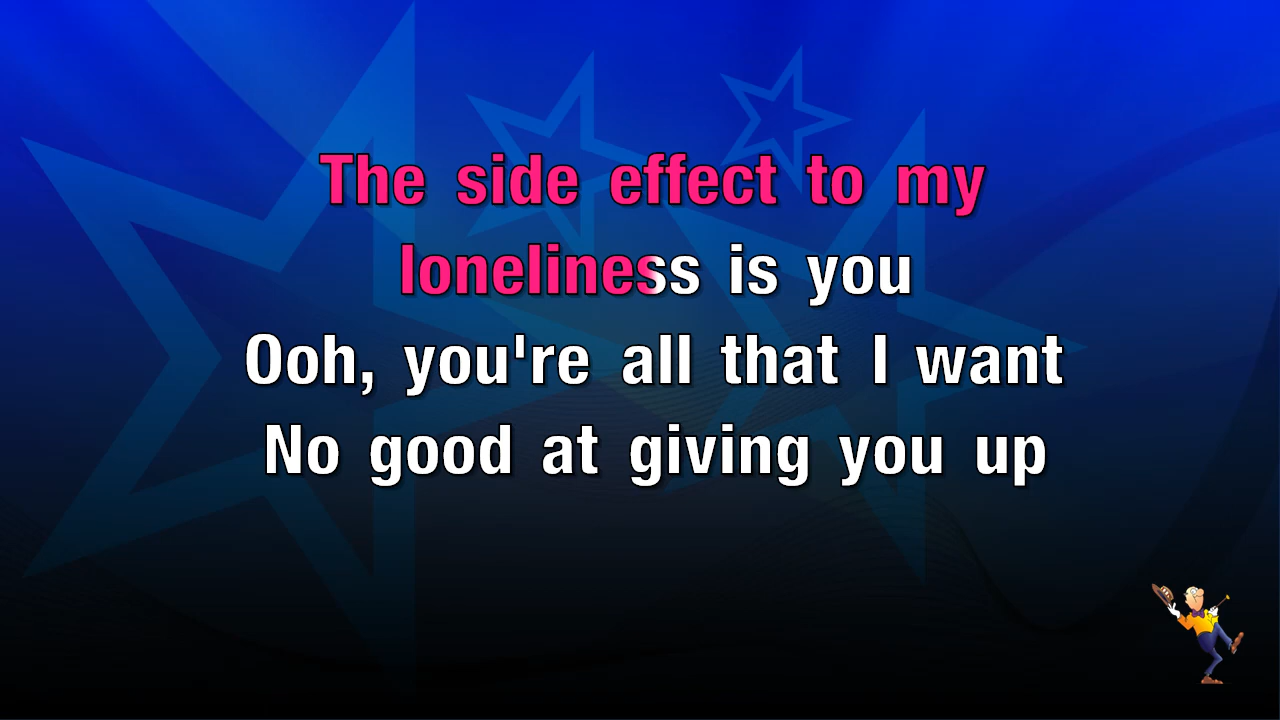 The side effect to my
loneliness is you
Ooh, you're all that I want
No good at giving you up